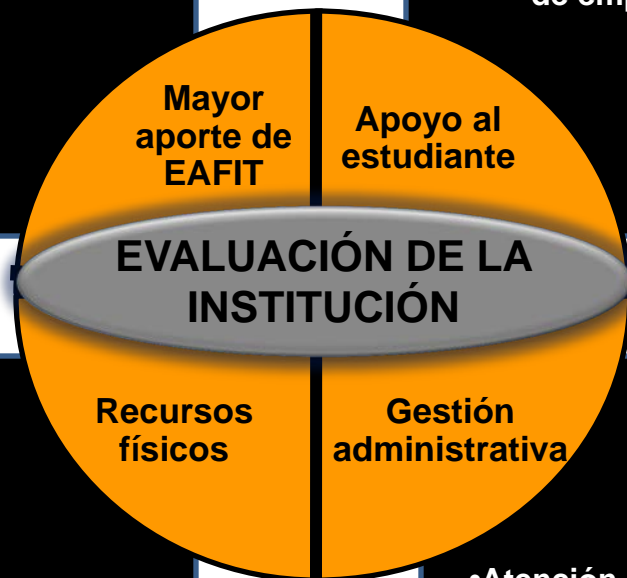 Mayor
aporte de
EAFIT
Apoyo al
estudiante
EVALUACIÓN DE LA
INSTITUCIÓN
Recursos
físicos
Gestión
administrativa